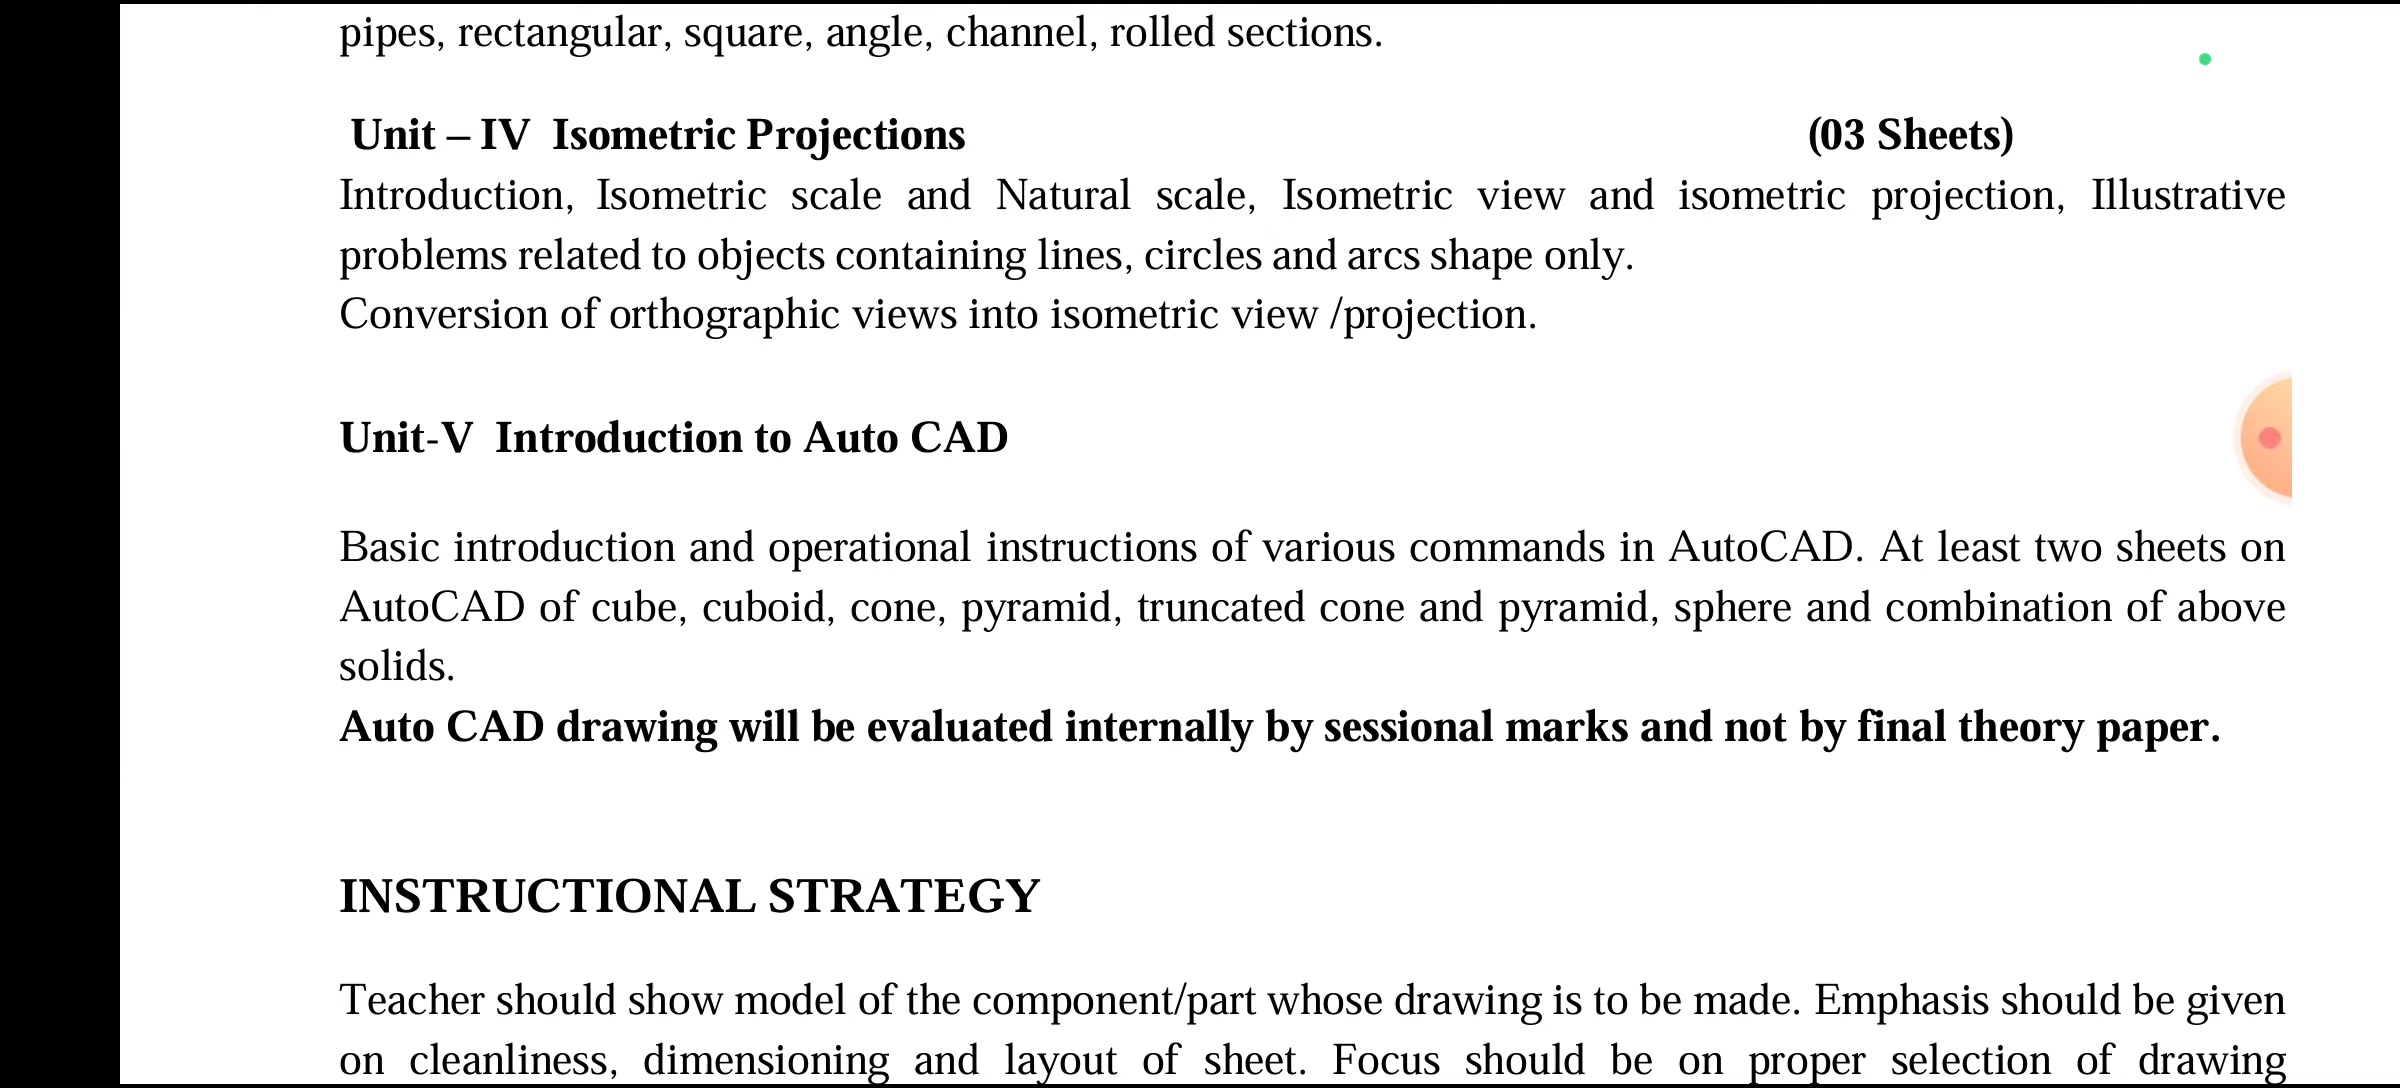 pipes, rectangular, square, angle, channel, rolled sections.
Unit – IV Isometric Projections (03 Sheets)
Introduction, Isometric scale and Natural scale, Isometric view and isometric projection, Illustrative
problems related to objects containing lines, circles and arcs shape only.
Conversion of orthographic views into isometric view /projection.
Unit-V Introduction to Auto CAD
Basic introduction and operational instructions of various commands in AutoCAD. At least two sheets on
AutoCAD of cube, cuboid, cone, pyramid, truncated cone and pyramid, sphere and combination of above
solids.
Auto CAD drawing will be evaluated internally by sessional marks and not by final theory paper.
INSTRUCTIONAL STRATEGY
Teacher should show model of the component/part whose drawing is to be made. Emphasis should be given
on cleanliness, dimensioning and layout of sheet. Focus should be on proper selection of drawing